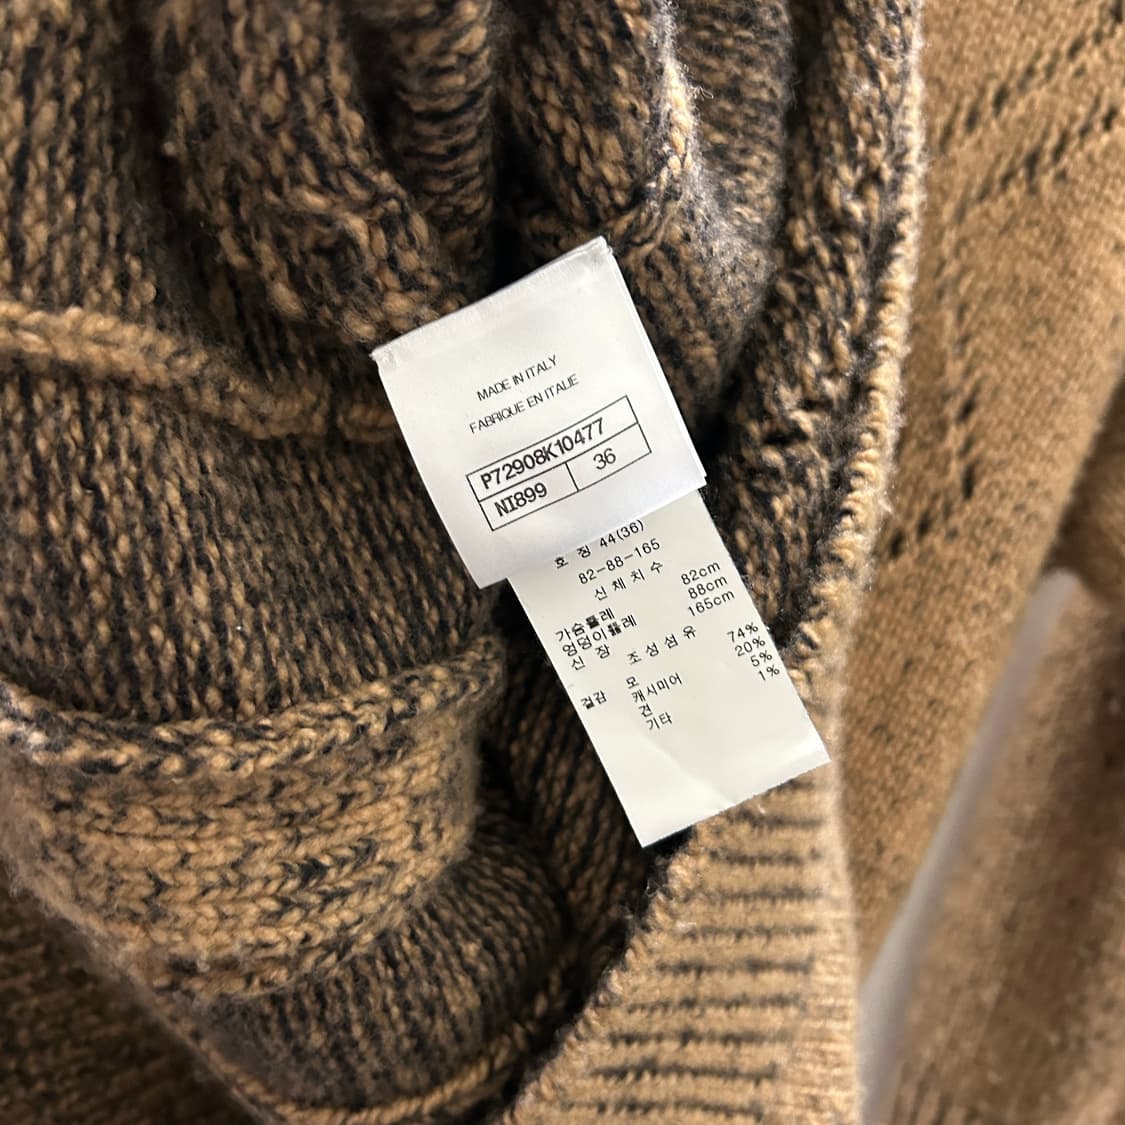 MADE IN ITALY
FABRIQUE EN ITALIE
P72908K10477
NI899 36
호 칭 44(36)
82-88-165
신 체 치 수
가슴둘레 82cm
엉덩이둘레 88cm
신 장 165cm
조 성 섬 유
겉감 모 74%
캐시미어 20%
견 5%
기타 1%